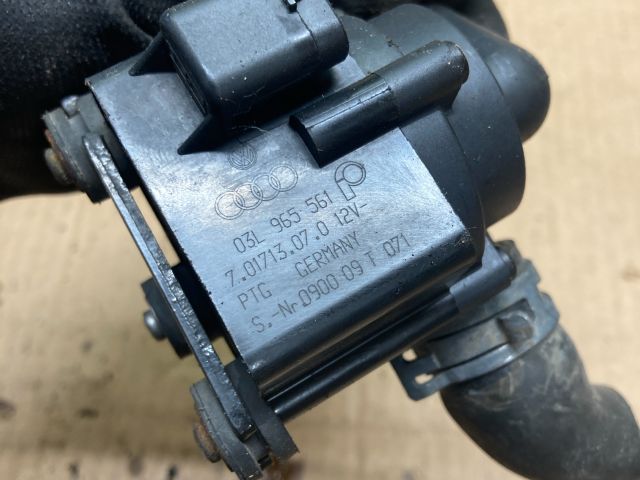 03L 965 561
7.01713.07.0 12V-
PTG GERMANY
S.-Nr.0900 09 T 071